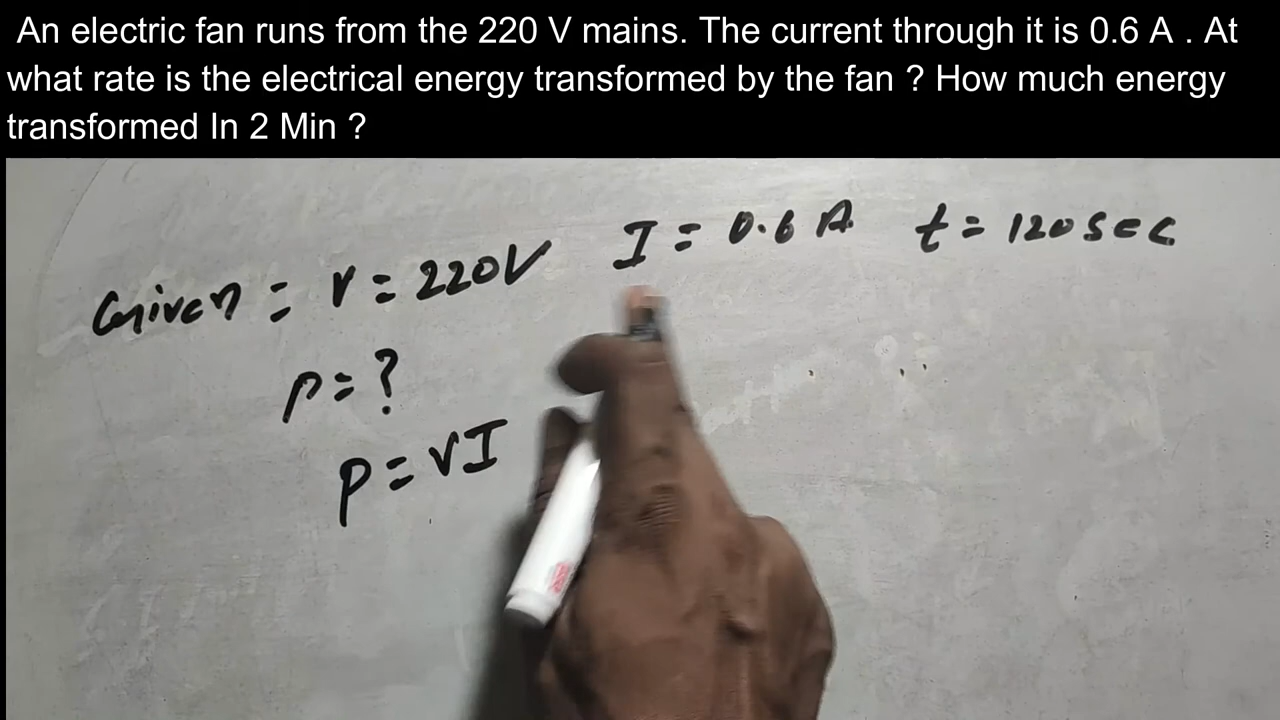 An electric fan runs from the 220 V mains. The current through it is 0.6 A . At
what rate is the electrical energy transformed by the fan ? How much energy
transformed In 2 Min ?
Given = V = 220V I = 0.6 A t = 120 sec
P = ?
P = VI